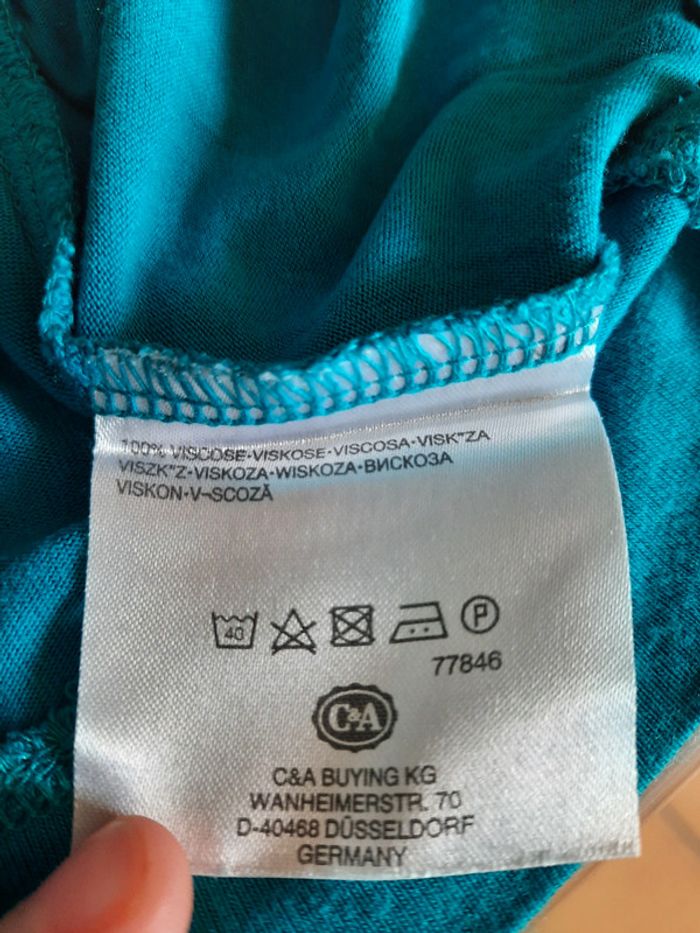 100% VISCOSE·VISKOSE·VISCOSA·VISK"ZA
VISZK"Z·VISKOZA·WISKOZA·ВИСКОЗА
VISKON·V¬SCOZĂ
40
P
77846
C&A
C&A BUYING KG
WANHEIMERSTR. 70
D-40468 DÜSSELDORF
GERMANY